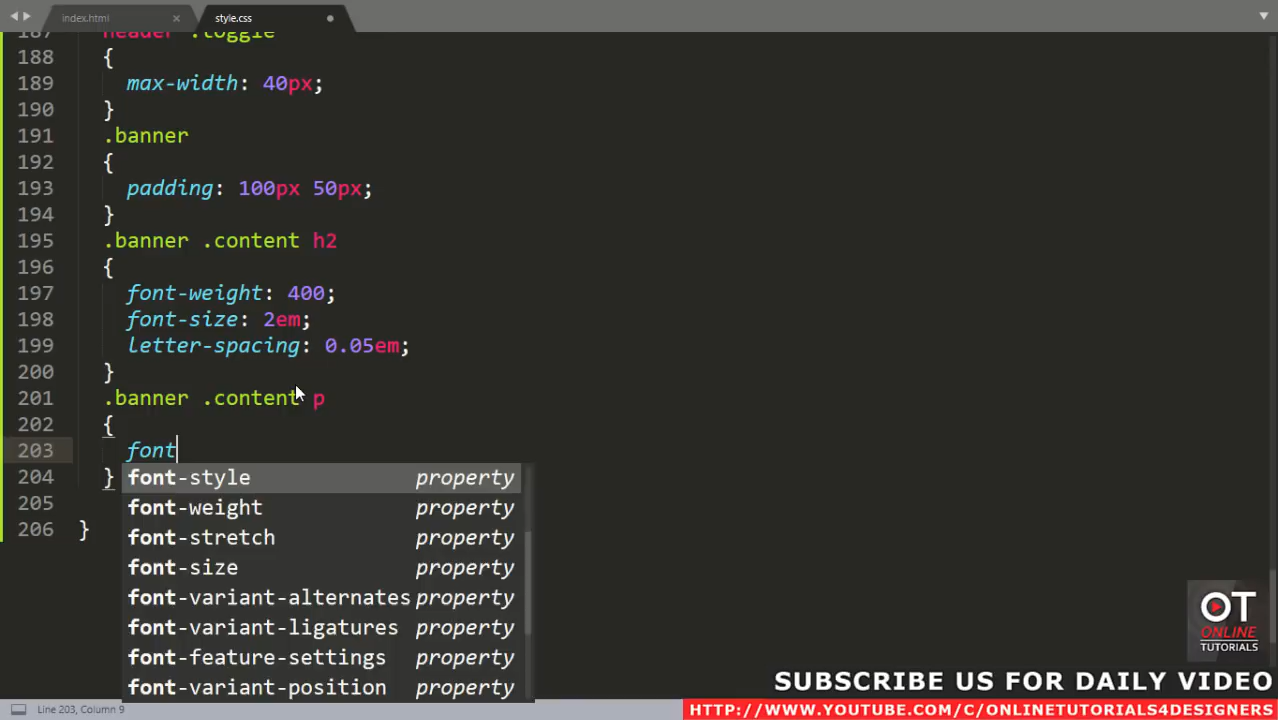 index.html × style.css
187 header .toggle
188 {
189 max-width: 40px;
190 }
191 .banner
192 {
193 padding: 100px 50px;
194 }
195 .banner .content h2
196 {
197 font-weight: 400;
198 font-size: 2em;
199 letter-spacing: 0.05em;
200 }
201 .banner .content p
202 {
203 font
204 }
font-style property
font-weight property
font-stretch property
font-size property
font-variant-alternates property
font-variant-ligatures property
font-feature-settings property
font-variant-position property
205
206 }
OT
ONLINE
TUTORIALS
SUBSCRIBE US FOR DAILY VIDEO
HTTP://WWW.YOUTUBE.COM/C/ONLINETUTORIALS4DESIGNERS
Line 203, Column 9